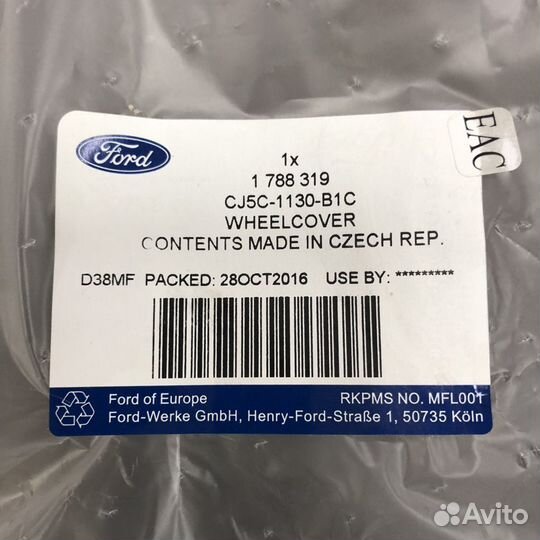 Ford
EAC
1x
1 788 319
CJ5C-1130-B1C
WHEELCOVER
CONTENTS MADE IN CZECH REP.
D38MF PACKED: 28OCT2016 USE BY: *********
Ford of Europe
RKPMS NO. MFL001
Ford-Werke GmbH, Henry-Ford-Straße 1, 50735 Köln
Avito